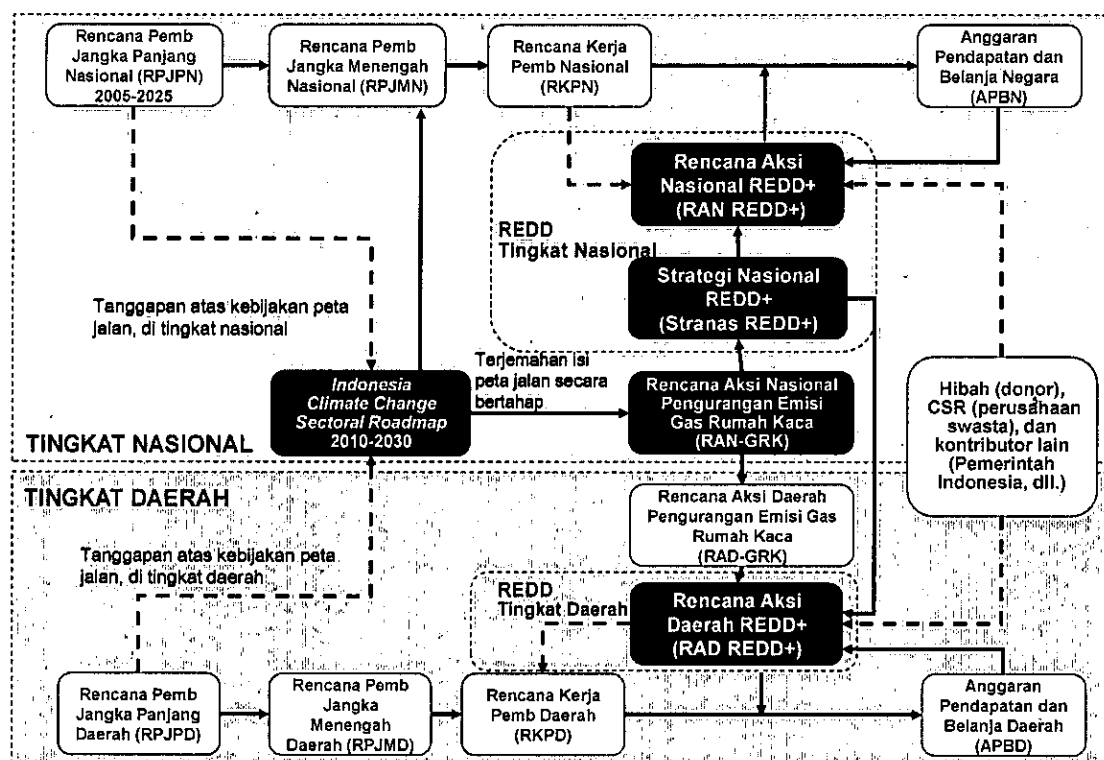 Rencana Pemb
Jangka Panjang
Nasional (RPJPN)
2005-2025
Rencana Pemb
Jangka Menengah
Nasional (RPJMN)
Rencana Kerja
Pemb Nasional
(RKPN)
Anggaran
Pendapatan dan
Belanja Negara
(APBN)
Rencana Aksi
Nasional REDD+
(RAN REDD+)
REDD
Tingkat Nasional
Strategi Nasional
REDD+
(Stranas REDD+)
Tanggapan atas kebijakan peta
jalan, di tingkat nasional
Indonesia
Climate Change
Sectoral Roadmap
2010-2030
Terjemahan isi
peta jalan secara
bertahap
Rencana Aksi Nasional
Pengurangan Emisi
Gas Rumah Kaca
(RAN-GRK)
Hibah (donor),
CSR (perusahaan
swasta), dan
kontributor lain
(Pemerintah
Indonesia, dll.)
TINGKAT NASIONAL
TINGKAT DAERAH
Rencana Aksi Daerah
Pengurangan Emisi Gas
Rumah Kaca
(RAD-GRK)
Tanggapan atas kebijakan peta
jalan, di tingkat daerah
REDD
Tingkat Daerah
Rencana Aksi
Daerah REDD+
(RAD REDD+)
Rencana Pemb
Jangka Panjang
Daerah (RPJPD)
Rencana Pemb
Jangka
Menengah
Daerah (RPJMD)
Rencana Kerja
Pemb Daerah
(RKPD)
Anggaran
Pendapatan dan
Belanja Daerah
(APBD)